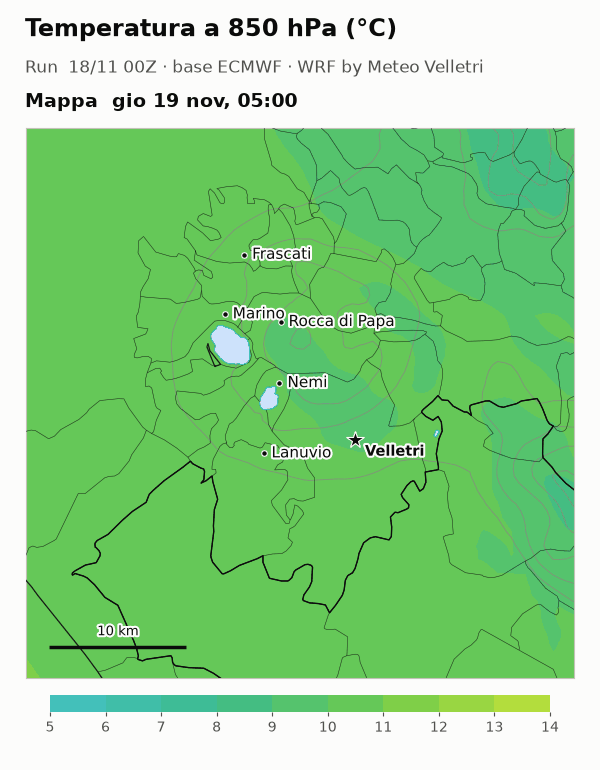 Temperatura a 850 hPa (°C)
Run  18/11 00Z · base ECMWF · WRF by Meteo Velletri
Mappa  gio 19 nov, 05:00
Frascati
Marino
Rocca di Papa
Nemi
Velletri
Lanuvio
10 km
5 6 7 8 9 10 11 12 13 14